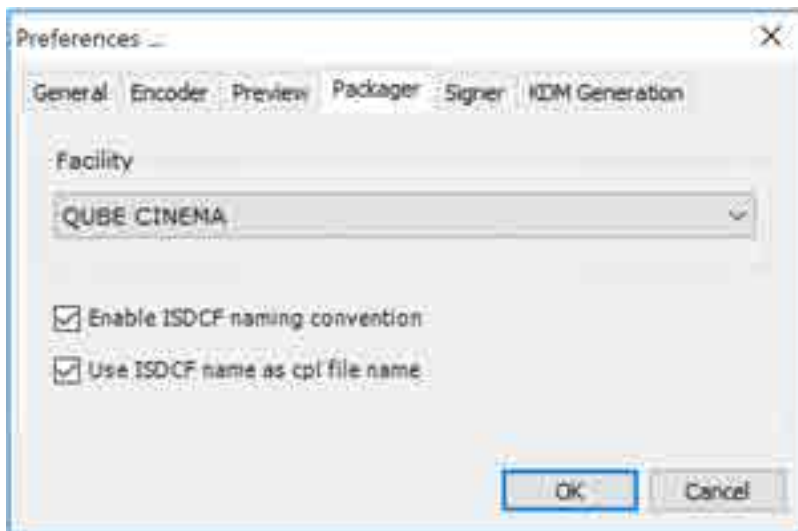 Preferences ...
General Encoder Preview Packager Signer KDM Generation
Facility
QUBE CINEMA
Enable ISDCF naming convention
Use ISDCF name as cpl file name
OK Cancel